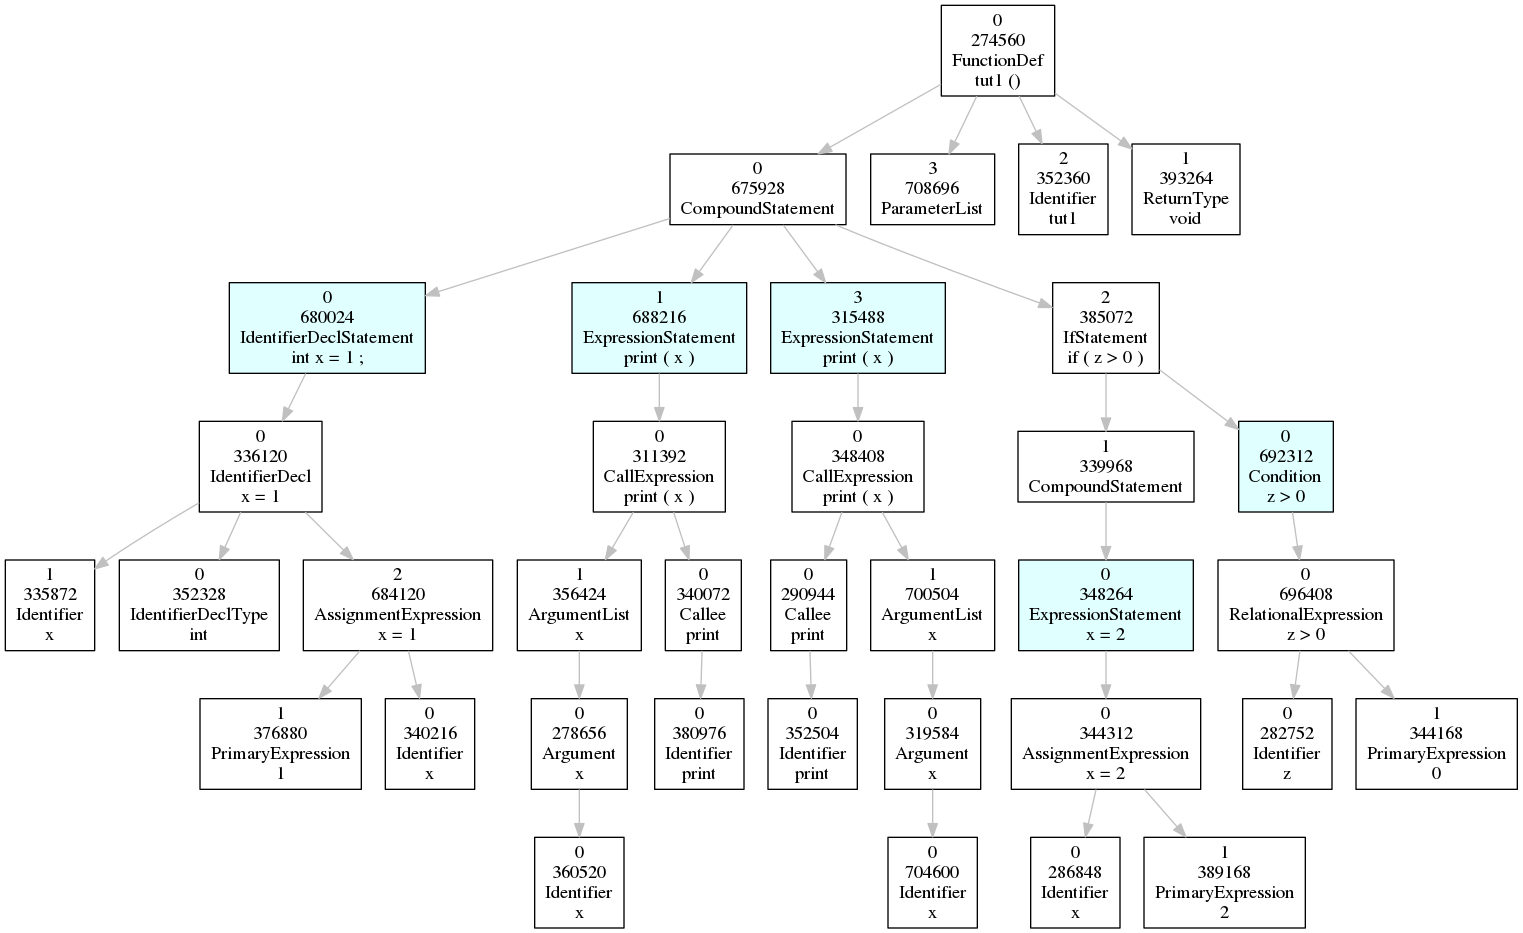 0
274560
FunctionDef
tut1 ()
0
675928
CompoundStatement
3
708696
ParameterList
2
352360
Identifier
tut1
1
393264
ReturnType
void
0
680024
IdentifierDeclStatement
int x = 1 ;
1
688216
ExpressionStatement
print ( x )
3
315488
ExpressionStatement
print ( x )
2
385072
IfStatement
if ( z > 0 )
0
336120
IdentifierDecl
x = 1
0
311392
CallExpression
print ( x )
0
348408
CallExpression
print ( x )
1
339968
CompoundStatement
0
692312
Condition
z > 0
1
335872
Identifier
x
0
352328
IdentifierDeclType
int
2
684120
AssignmentExpression
x = 1
1
356424
ArgumentList
x
0
340072
Callee
print
0
290944
Callee
print
1
700504
ArgumentList
x
0
348264
ExpressionStatement
x = 2
0
696408
RelationalExpression
z > 0
1
376880
PrimaryExpression
1
0
340216
Identifier
x
0
278656
Argument
x
0
380976
Identifier
print
0
352504
Identifier
print
0
319584
Argument
x
0
344312
AssignmentExpression
x = 2
0
282752
Identifier
z
1
344168
PrimaryExpression
0
0
360520
Identifier
x
0
704600
Identifier
x
0
286848
Identifier
x
1
389168
PrimaryExpression
2